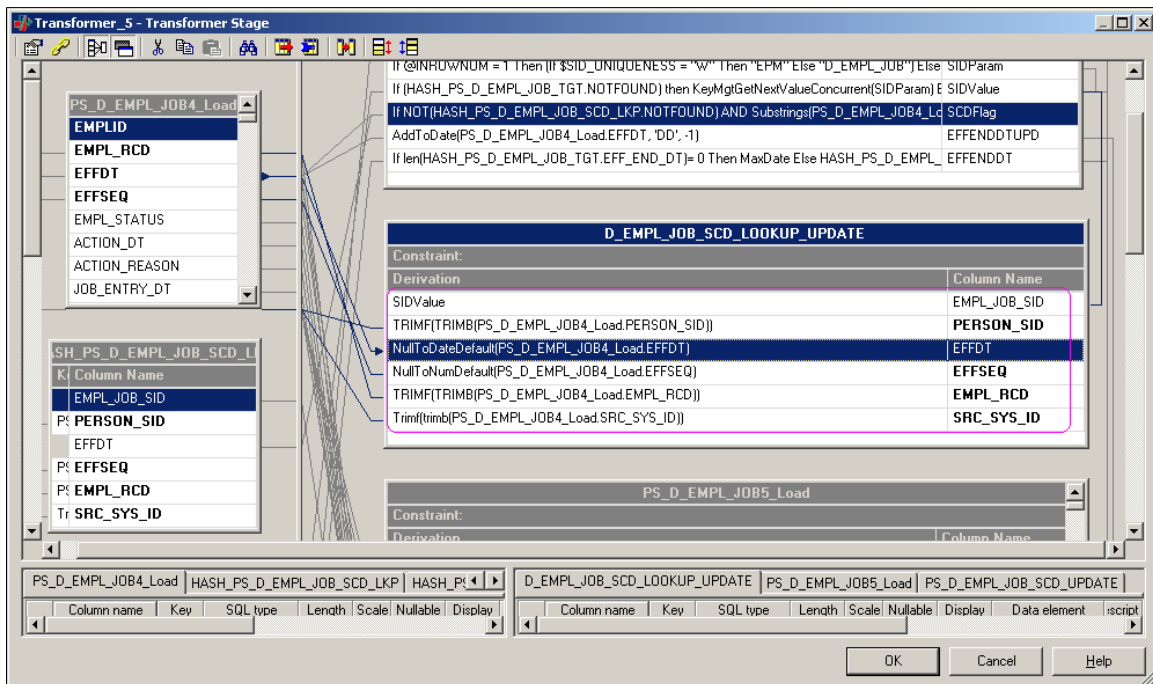 Transformer_5 - Transformer Stage
PS_D_EMPL_JOB4_Load
EMPLID
EMPL_RCD
EFFDT
EFFSEQ
EMPL_STATUS
ACTION_DT
ACTION_REASON
JOB_ENTRY_DT
Column Name
EMPL_JOB_SID
PERSON_SID
EFFDT
EFFSEQ
EMPL_RCD
Tr SRC_SYS_ID
If @INROWNUM = 1 Then (If $SID_UNIQUENESS = "W" Then "EPM" Else "D_EMPL_JOB") Else SIDParam
If (HASH_PS_D_EMPL_JOB_TGT.NOTFOUND) then KeyMgtGetNextValueConcurrent(SIDParam) E SIDValue
If NOT(HASH_PS_D_EMPL_JOB_SCD_LKP.NOTFOUND) AND Substrings(PS_D_EMPL_JOB4_Lo SCDFlag
AddToDate(PS_D_EMPL_JOB4_Load.EFFDT, 'DD', -1) EFFENDDTUPD
If len(HASH_PS_D_EMPL_JOB_TGT.EFF_END_DT)= 0 Then MaxDate Else HASH_PS_D_EMPL_ EFFENDDT
D_EMPL_JOB_SCD_LOOKUP_UPDATE
Constraint:
Derivation Column Name
SIDValue EMPL_JOB_SID
TRIMF(TRIMB(PS_D_EMPL_JOB4_Load.PERSON_SID)) PERSON_SID
NullToDateDefault(PS_D_EMPL_JOB4_Load.EFFDT) EFFDT
NullToNumDefault(PS_D_EMPL_JOB4_Load.EFFSEQ) EFFSEQ
TRIMF(TRIMB(PS_D_EMPL_JOB4_Load.EMPL_RCD)) EMPL_RCD
Trimf(trimb(PS_D_EMPL_JOB4_Load.SRC_SYS_ID)) SRC_SYS_ID
PS_D_EMPL_JOB5_Load
Constraint:
Derivation Column Name
PS_D_EMPL_JOB4_Load HASH_PS_D_EMPL_JOB_SCD_LKP
Column name Key SQL type Length Scale Nullable Display
D_EMPL_JOB_SCD_LOOKUP_UPDATE PS_D_EMPL_JOB5_Load PS_D_EMPL_JOB_SCD_UPDATE
Column name Key SQL type Length Scale Nullable Display Data element
OK Cancel Help